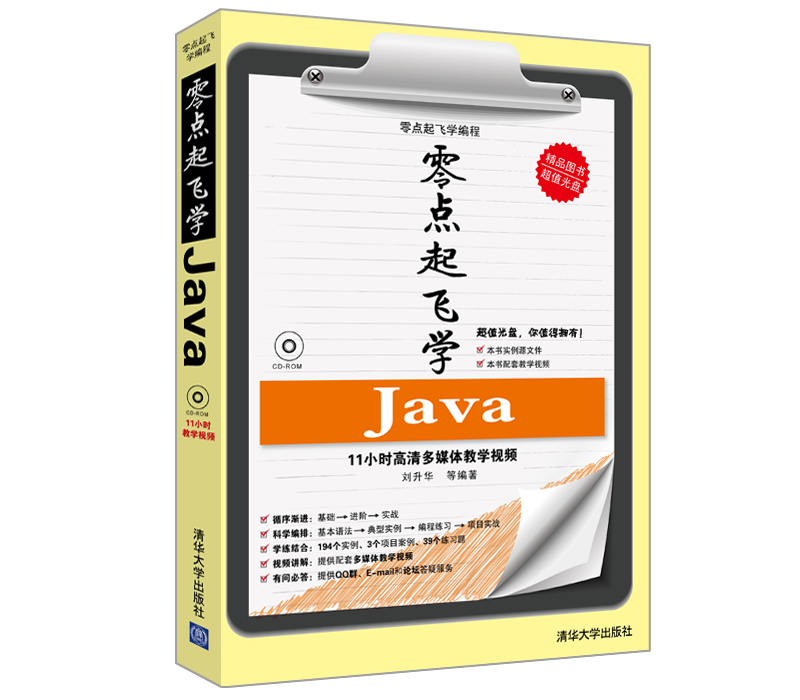 零点起飞
学编程
零点起飞学
Java
CD-ROM
11小时
教学视频
清华大学出版社
零点起飞学编程
零点起飞学
精品图书
超值光盘
超值光盘，你值得拥有！
本书实例源文件
本书配套教学视频
CD-ROM
Java
11小时高清多媒体教学视频
刘升华 等编著
循序渐进：基础→进阶→实战
科学编排：基本语法→典型实例→编程练习→项目实战
学练结合：194个实例、3个项目案例、39个练习题
视频讲解：提供配套多媒体教学视频
有问必答：提供QQ群、E-mail和论坛答疑服务
清华大学出版社